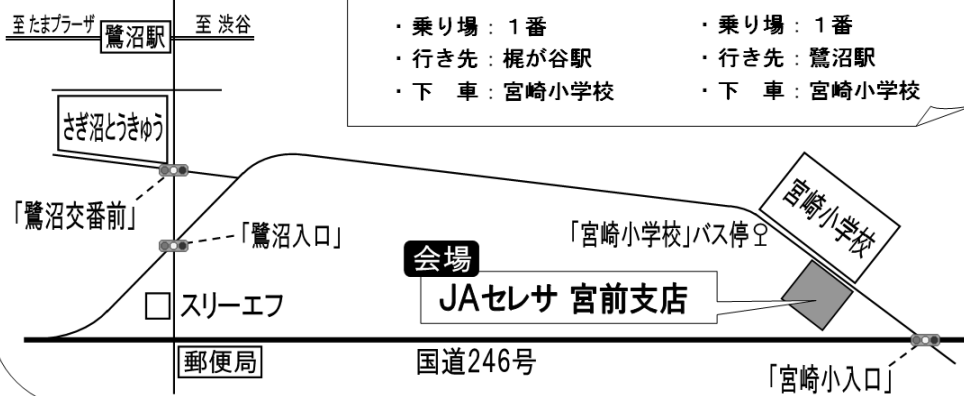 至たまプラーザ
鷺沼駅
至 渋谷
・乗り場：１番
・行き先：梶が谷駅
・下　車：宮崎小学校
・乗り場：１番
・行き先：鷺沼駅
・下　車：宮崎小学校
さぎ沼とうきゅう
「鷺沼交番前」
「鷺沼入口」
「宮崎小学校」バス停
宮崎小学校
会場
JAセレサ 宮前支店
スリーエフ
郵便局
国道246号
「宮崎小入口」